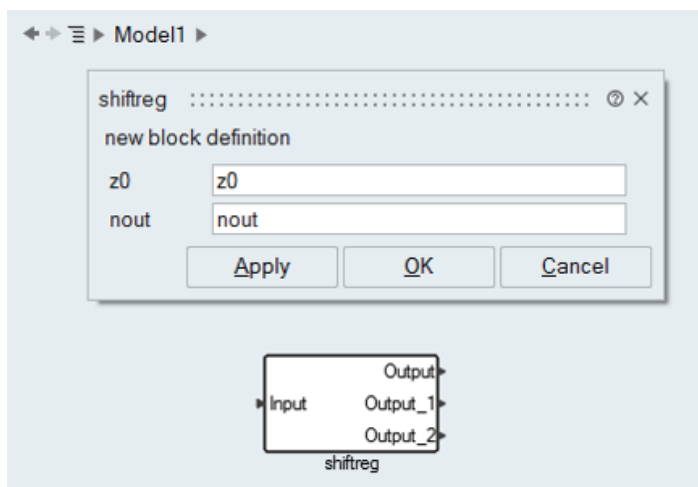 Model1
shiftreg
new block definition
z0 z0
nout nout
Apply OK Cancel
Output
Input Output_1
Output_2
shiftreg